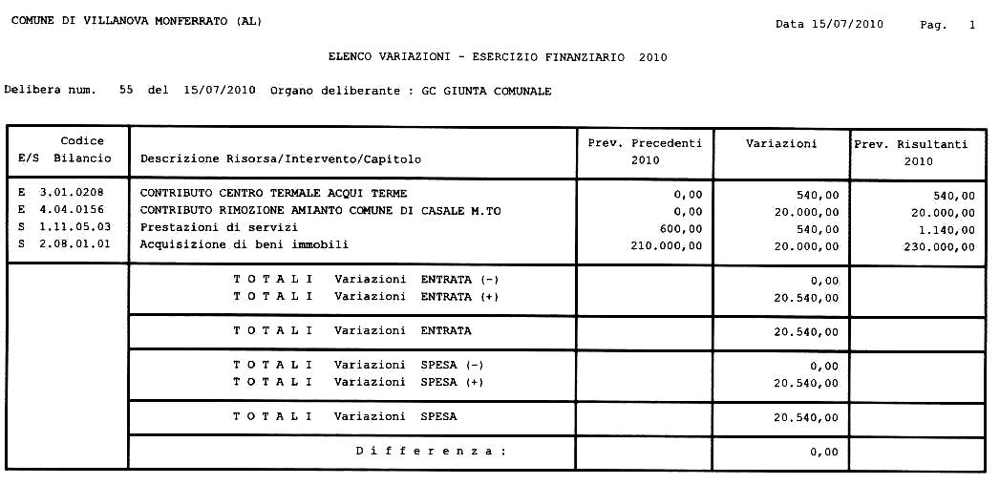 COMUNE DI VILLANOVA MONFERRATO (AL)
Data 15/07/2010 Pag. 1
ELENCO VARIAZIONI - ESERCIZIO FINANZIARIO 2010
Delibera num. 55 del 15/07/2010 Organo deliberante : GC GIUNTA COMUNALE
Codice Prev. Precedenti Variazioni Prev. Risultanti
E/S Bilancio Descrizione Risorsa/Intervento/Capitolo 2010 2010
E 3.01.0208 CONTRIBUTO CENTRO TERMALE ACQUI TERME 0,00 540,00 540,00
E 4.04.0156 CONTRIBUTO RIMOZIONE AMIANTO COMUNE DI CASALE M.TO 0,00 20.000,00 20.000,00
S 1.11.05.03 Prestazioni di servizi 600,00 540,00 1.140,00
S 2.08.01.01 Acquisizione di beni immobili 210.000,00 20.000,00 230.000,00
T O T A L I Variazioni ENTRATA (-) 0,00
T O T A L I Variazioni ENTRATA (+) 20.540,00
T O T A L I Variazioni ENTRATA 20.540,00
T O T A L I Variazioni SPESA (-) 0,00
T O T A L I Variazioni SPESA (+) 20.540,00
T O T A L I Variazioni SPESA 20.540,00
D i f f e r e n z a : 0,00